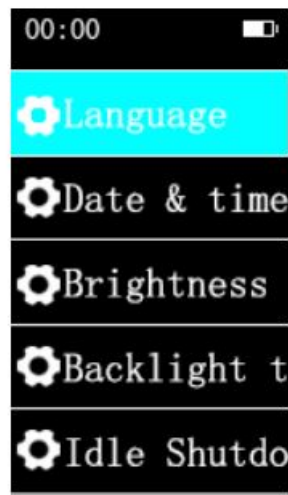 00:00
Language
Date & time
Brightness
Backlight t
Idle Shutdo